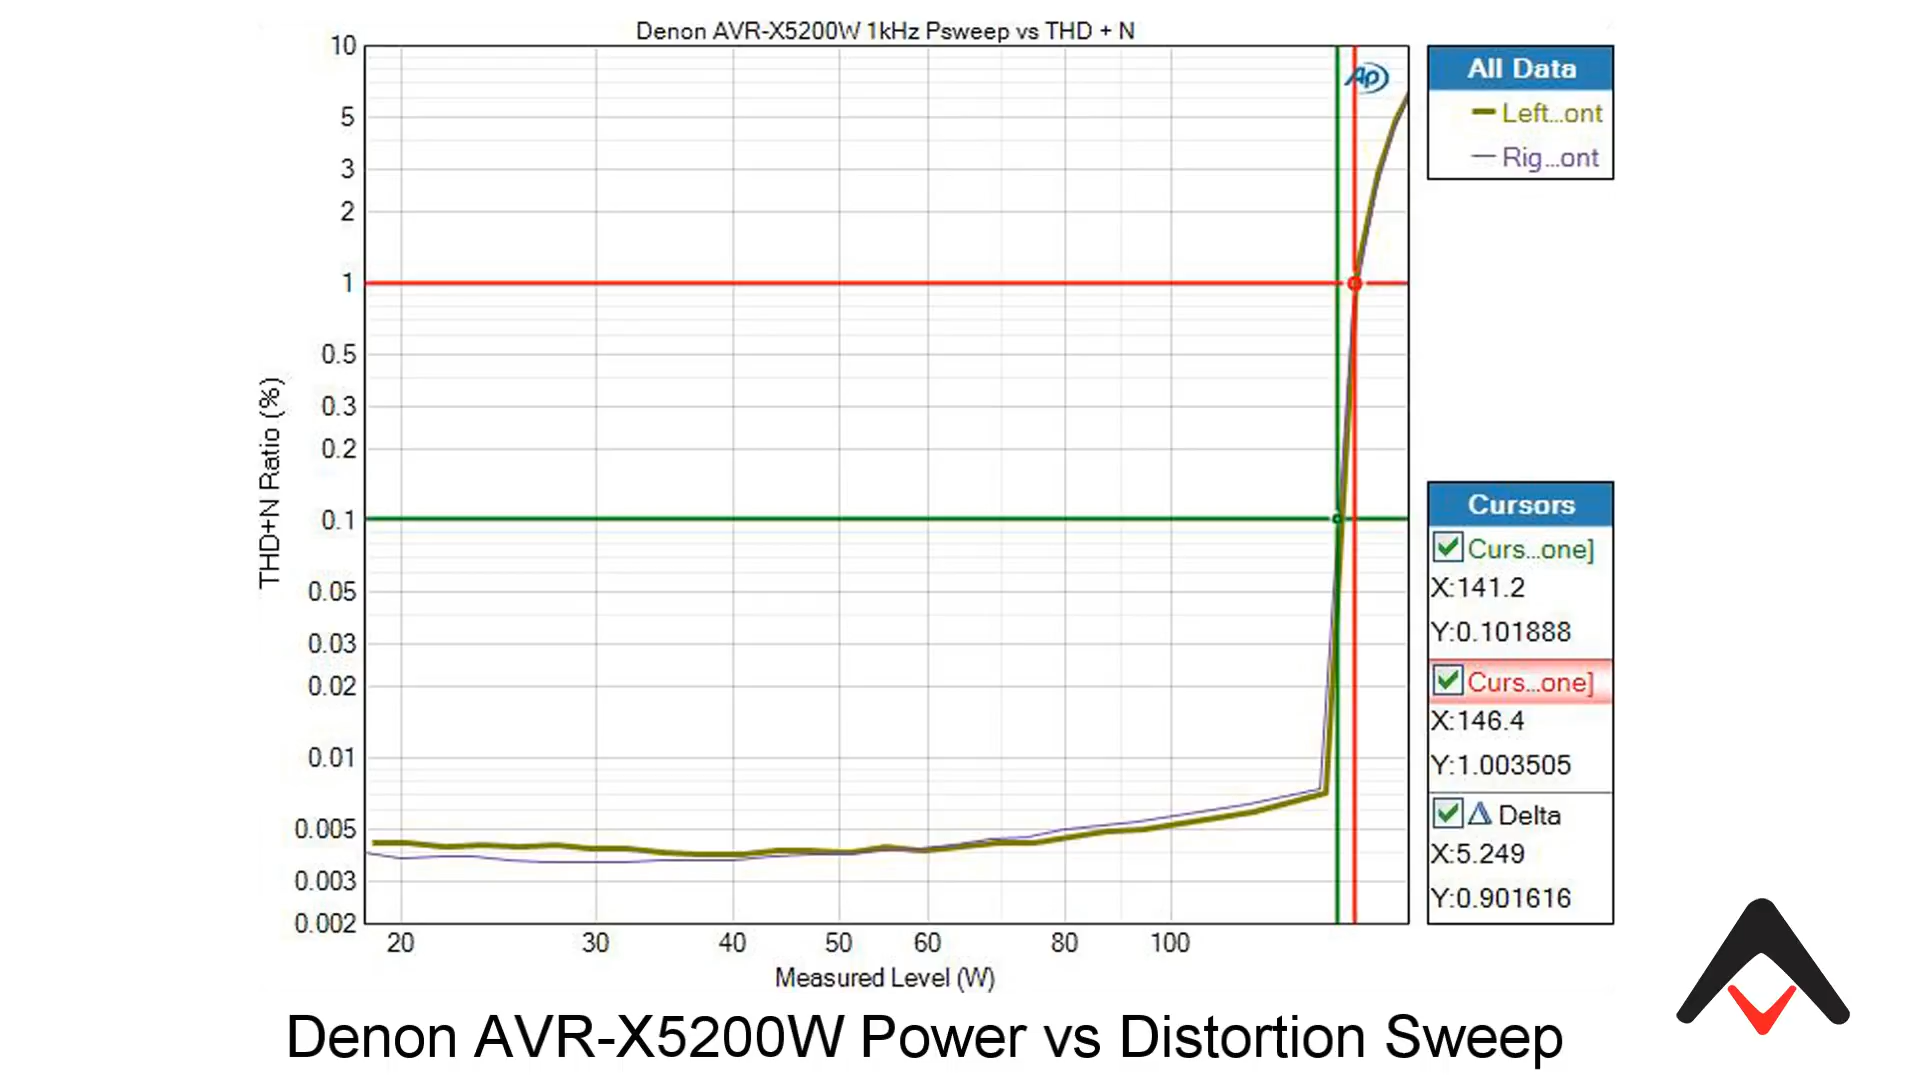 Denon AVR-X5200W 1kHz Psweep vs THD + N
10
5
3
2
1
0.5
0.3
0.2
0.1
0.05
0.03
0.02
0.01
0.005
0.003
0.002
THD+N Ratio (%)
20 30 40 50 60 80 100
Measured Level (W)
AP
All Data
Left...ont
Rig...ont
Cursors
Curs...one]
X:141.2
Y:0.101888
Curs...one]
X:146.4
Y:1.003505
Delta
X:5.249
Y:0.901616
Denon AVR-X5200W Power vs Distortion Sweep